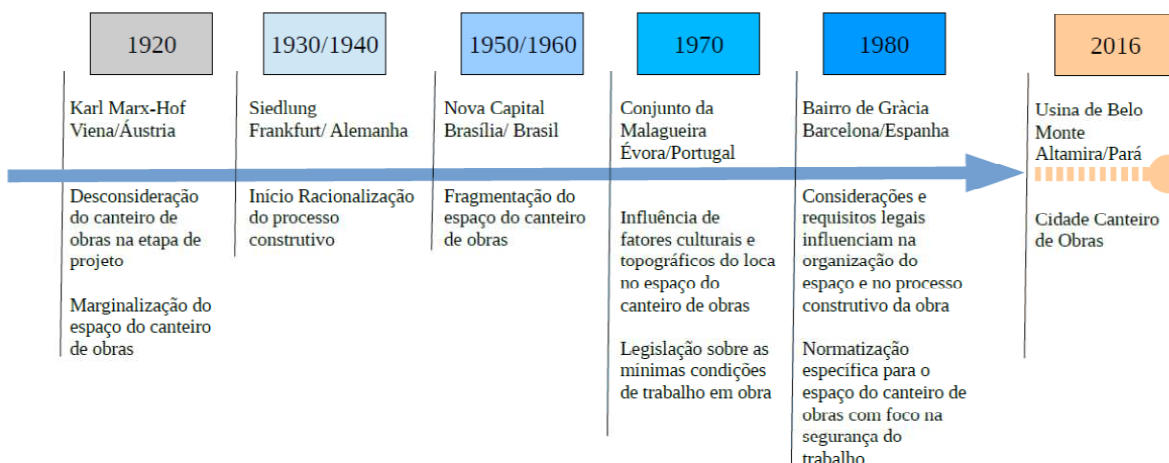 1920
Karl Marx-Hof
Viena/Áustria
Desconsideração
do canteiro de
obras na etapa de
projeto
Marginalização do
espaço do canteiro
de obras
1930/1940
Siedlung
Frankfurt/ Alemanha
Início Racionalização
do processo
construtivo
1950/1960
Nova Capital
Brasília/ Brasil
Fragmentação do
espaço do canteiro
de obras
1970
Conjunto da
Malagueira
Évora/Portugal
Influência de
fatores culturais e
topográficos do loca
no espaço do
canteiro de obras
Legislação sobre as
mínimas condições
de trabalho em obra
1980
Bairro de Gràcia
Barcelona/Espanha
Considerações e
requisitos legais
influenciam na
organização do
espaço e no processo
construtivo da obra
Normatização
específica para o
espaço do canteiro de
obras com foco na
segurança do
trabalho
2016
Usina de Belo
Monte
Altamira/Pará
Cidade Canteiro
de Obras